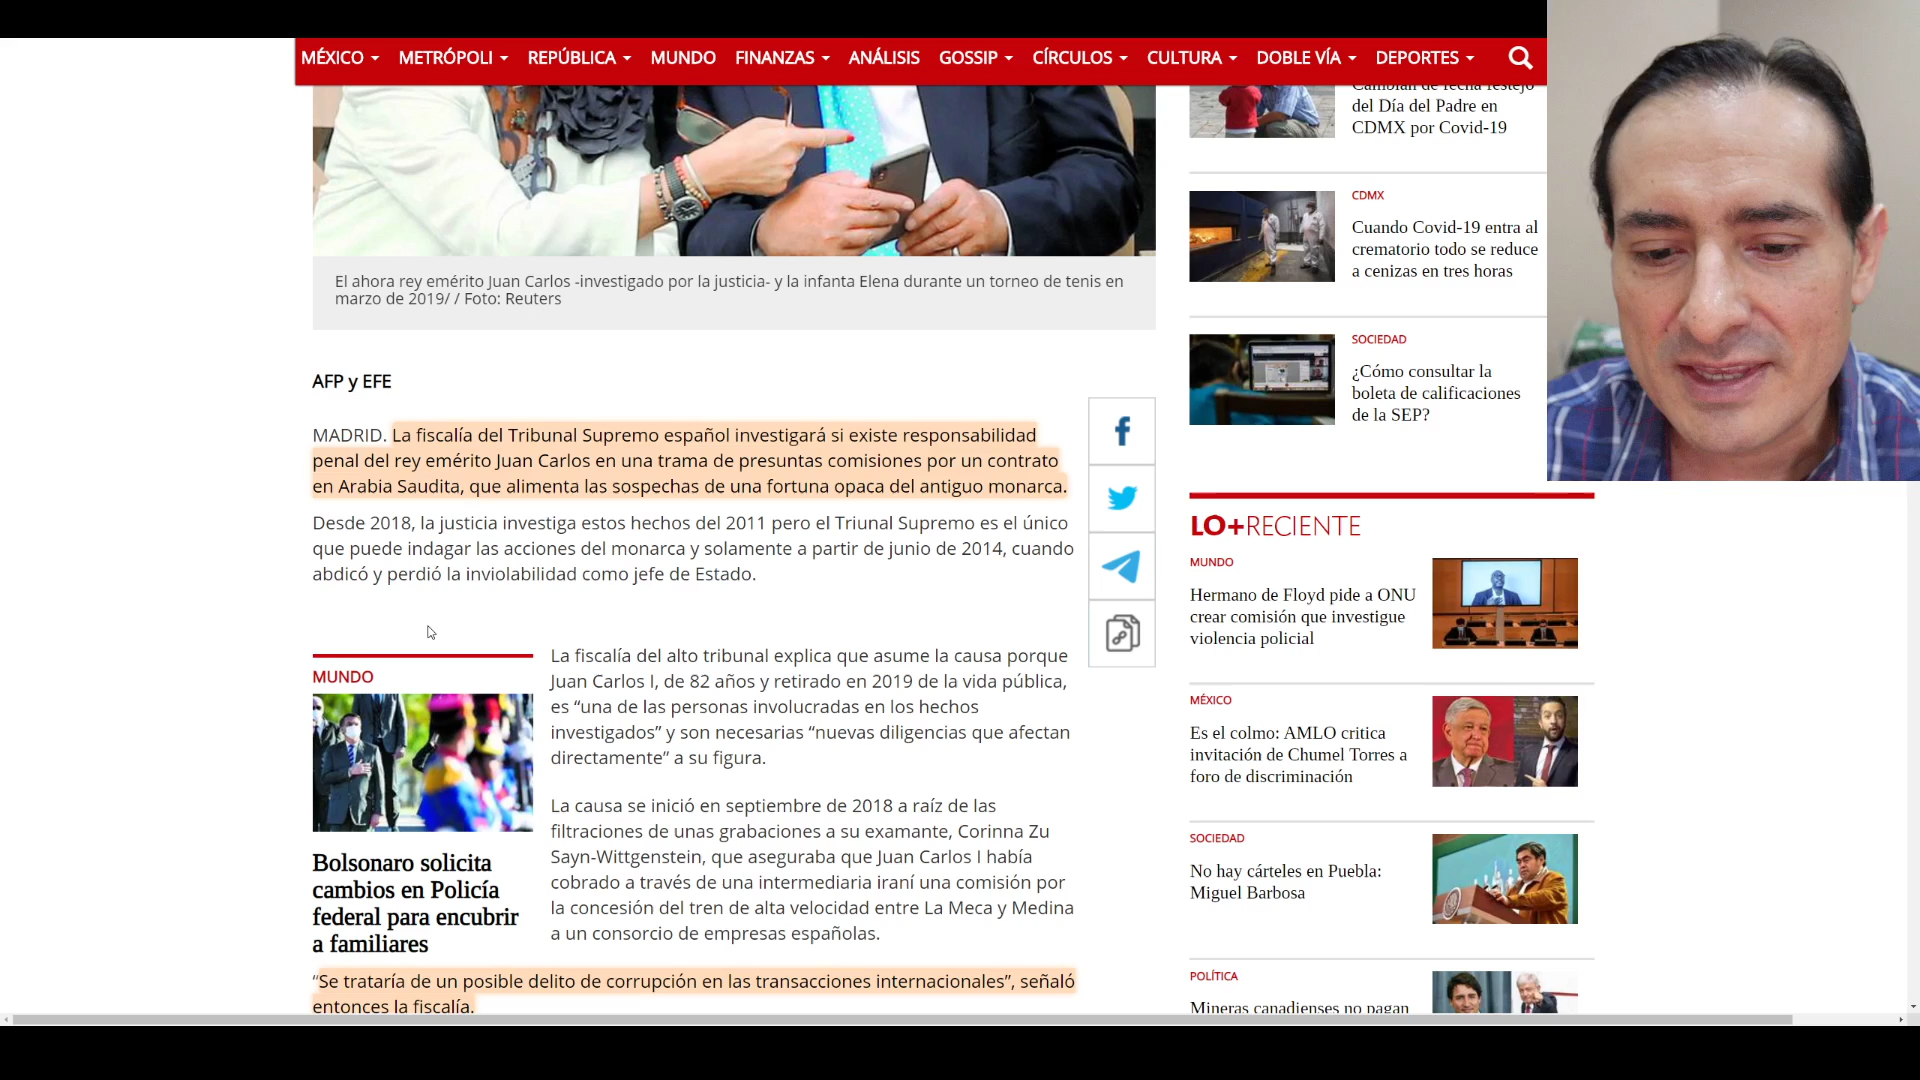 MÉXICO METRÓPOLI REPÚBLICA MUNDO FINANZAS ANÁLISIS GOSSIP CÍRCULOS CULTURA DOBLE VÍA DEPORTES
El ahora rey emérito Juan Carlos -investigado por la justicia- y la infanta Elena durante un torneo de tenis en
marzo de 2019/ / Foto: Reuters
AFP y EFE
MADRID. La fiscalía del Tribunal Supremo español investigará si existe responsabilidad
penal del rey emérito Juan Carlos en una trama de presuntas comisiones por un contrato
en Arabia Saudita, que alimenta las sospechas de una fortuna opaca del antiguo monarca.
Desde 2018, la justicia investiga estos hechos del 2011 pero el Triunal Supremo es el único
que puede indagar las acciones del monarca y solamente a partir de junio de 2014, cuando
abdicó y perdió la inviolabilidad como jefe de Estado.
MUNDO
Bolsonaro solicita
cambios en Policía
federal para encubrir
a familiares
La fiscalía del alto tribunal explica que asume la causa porque
Juan Carlos I, de 82 años y retirado en 2019 de la vida pública,
es “una de las personas involucradas en los hechos
investigados” y son necesarias “nuevas diligencias que afectan
directamente” a su figura.
La causa se inició en septiembre de 2018 a raíz de las
filtraciones de unas grabaciones a su examante, Corinna Zu
Sayn-Wittgenstein, que aseguraba que Juan Carlos I había
cobrado a través de una intermediaria iraní una comisión por
la concesión del tren de alta velocidad entre La Meca y Medina
a un consorcio de empresas españolas.
“Se trataría de un posible delito de corrupción en las transacciones internacionales”, señaló
entonces la fiscalía.
Cambian de fecha festejo
del Día del Padre en
CDMX por Covid-19
CDMX
Cuando Covid-19 entra al
crematorio todo se reduce
a cenizas en tres horas
SOCIEDAD
¿Cómo consultar la
boleta de calificaciones
de la SEP?
LO+RECIENTE
MUNDO
Hermano de Floyd pide a ONU
crear comisión que investigue
violencia policial
MÉXICO
Es el colmo: AMLO critica
invitación de Chumel Torres a
foro de discriminación
SOCIEDAD
No hay cárteles en Puebla:
Miguel Barbosa
POLÍTICA
Mineras canadienses no pagan